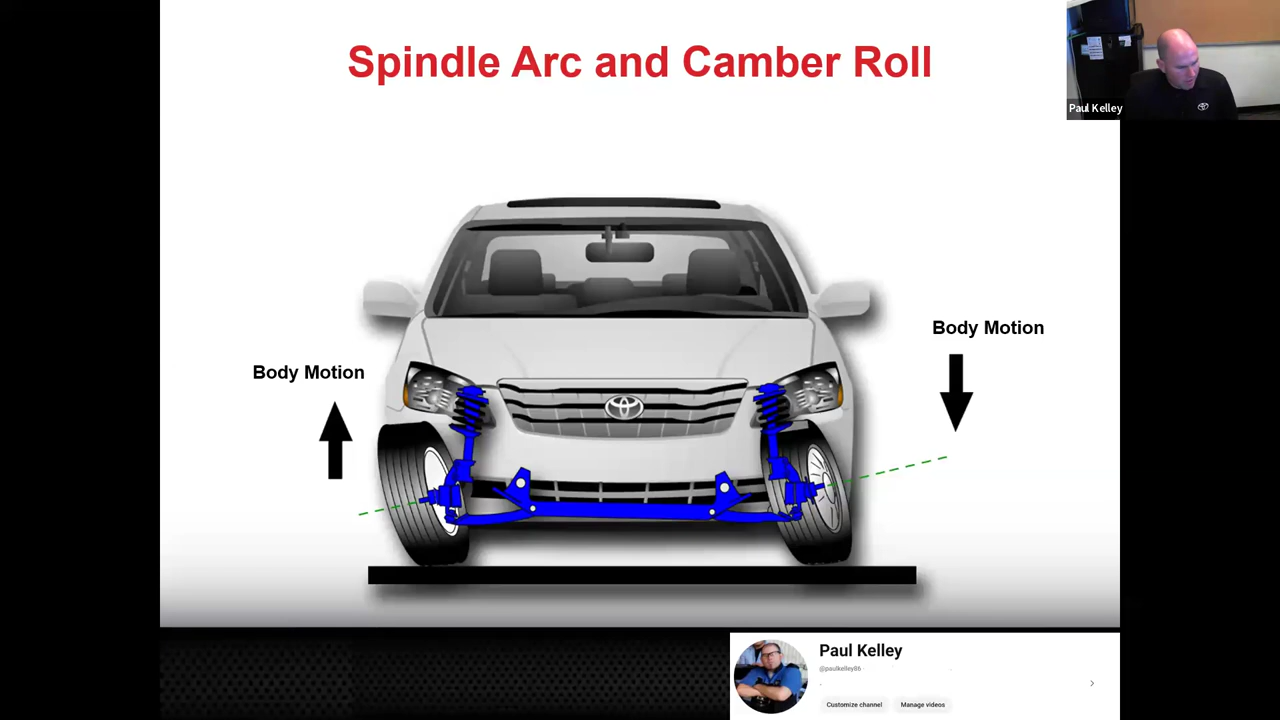 Spindle Arc and Camber Roll
Paul Kelley
Body Motion
Body Motion
Paul Kelley
@paulkelley86
Customize channel
Manage videos